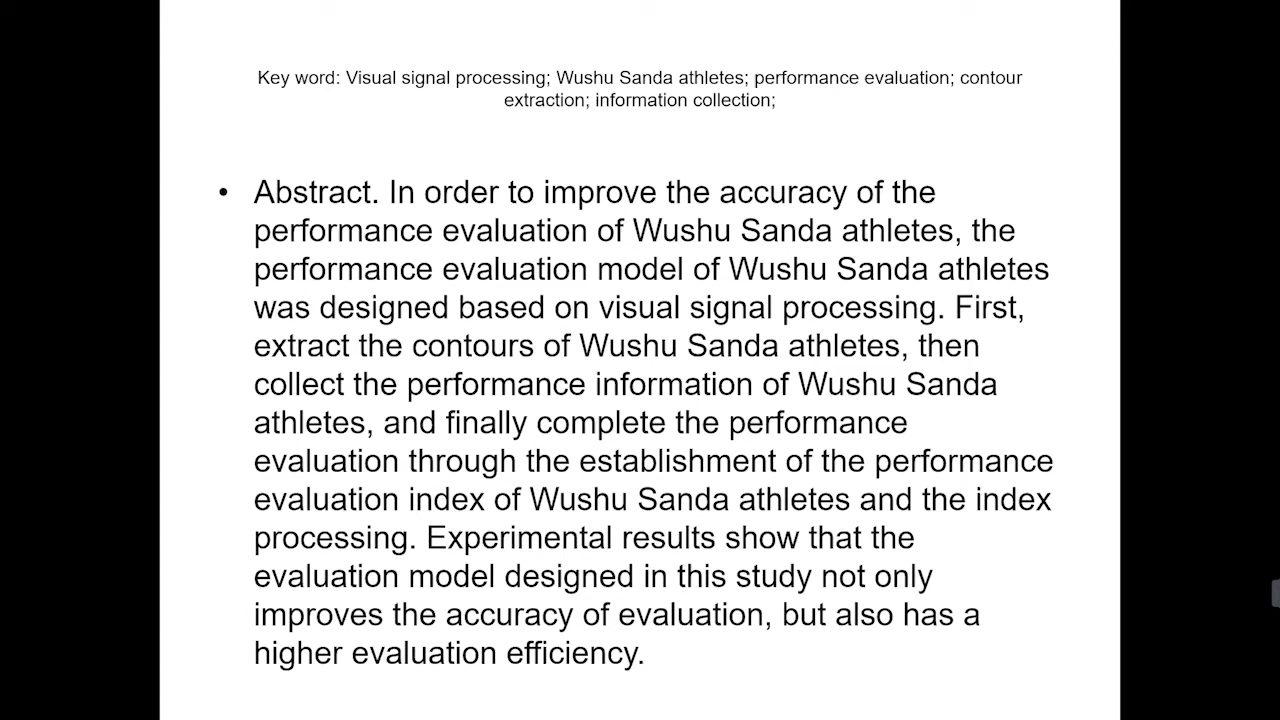 Key word: Visual signal processing; Wushu Sanda athletes; performance evaluation; contour
extraction; information collection;
• Abstract. In order to improve the accuracy of the
performance evaluation of Wushu Sanda athletes, the
performance evaluation model of Wushu Sanda athletes
was designed based on visual signal processing. First,
extract the contours of Wushu Sanda athletes, then
collect the performance information of Wushu Sanda
athletes, and finally complete the performance
evaluation through the establishment of the performance
evaluation index of Wushu Sanda athletes and the index
processing. Experimental results show that the
evaluation model designed in this study not only
improves the accuracy of evaluation, but also has a
higher evaluation efficiency.